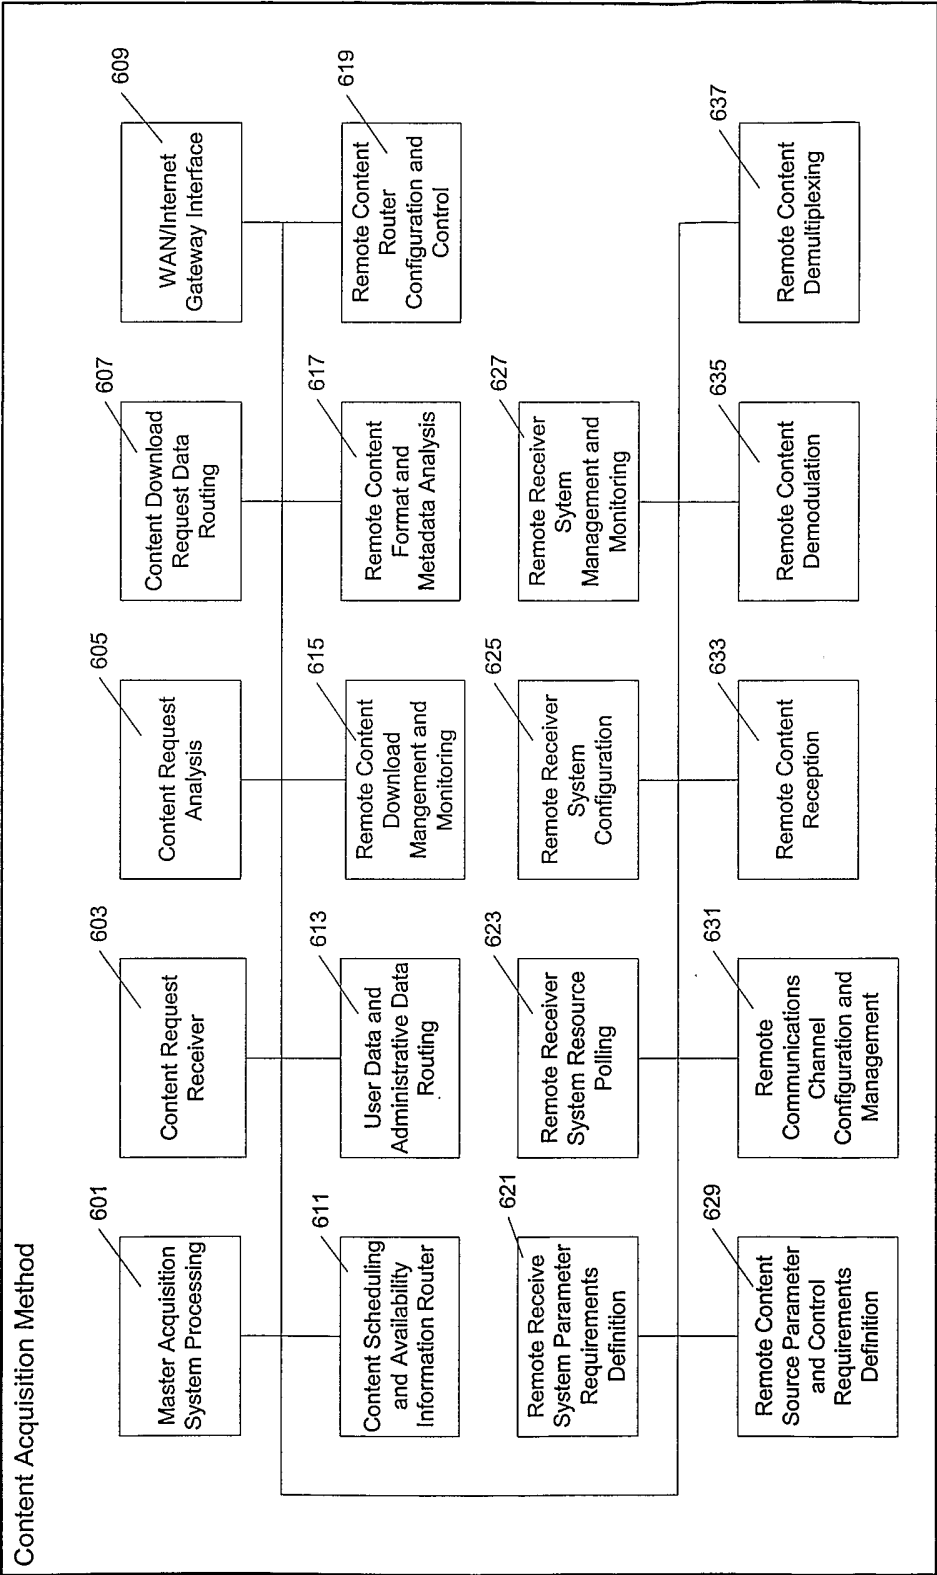 Content Acquisition Method
601
Master Acquisition
System Processing
603
Content Request
Receiver
605
Content Request
Analysis
607
Content Download
Request Data
Routing
609
WAN/Internet
Gateway Interface
611
Content Scheduling
and Availability
Information Router
613
User Data and
Administrative Data
Routing
615
Remote Content
Download
Mangement and
Monitoring
617
Remote Content
Format and
Metadata Analysis
619
Remote Content
Router
Configuration and
Control
621
Remote Receive
System Parameter
Requirements
Definition
623
Remote Receiver
System Resource
Polling
625
Remote Receiver
System
Configuration
627
Remote Receiver
Sytem
Management and
Monitoring
629
Remote Content
Source Parameter
and Control
Requirements
Definition
631
Remote
Communications
Channel
Configuration and
Management
633
Remote Content
Reception
635
Remote Content
Demodulation
637
Remote Content
Demultiplexing